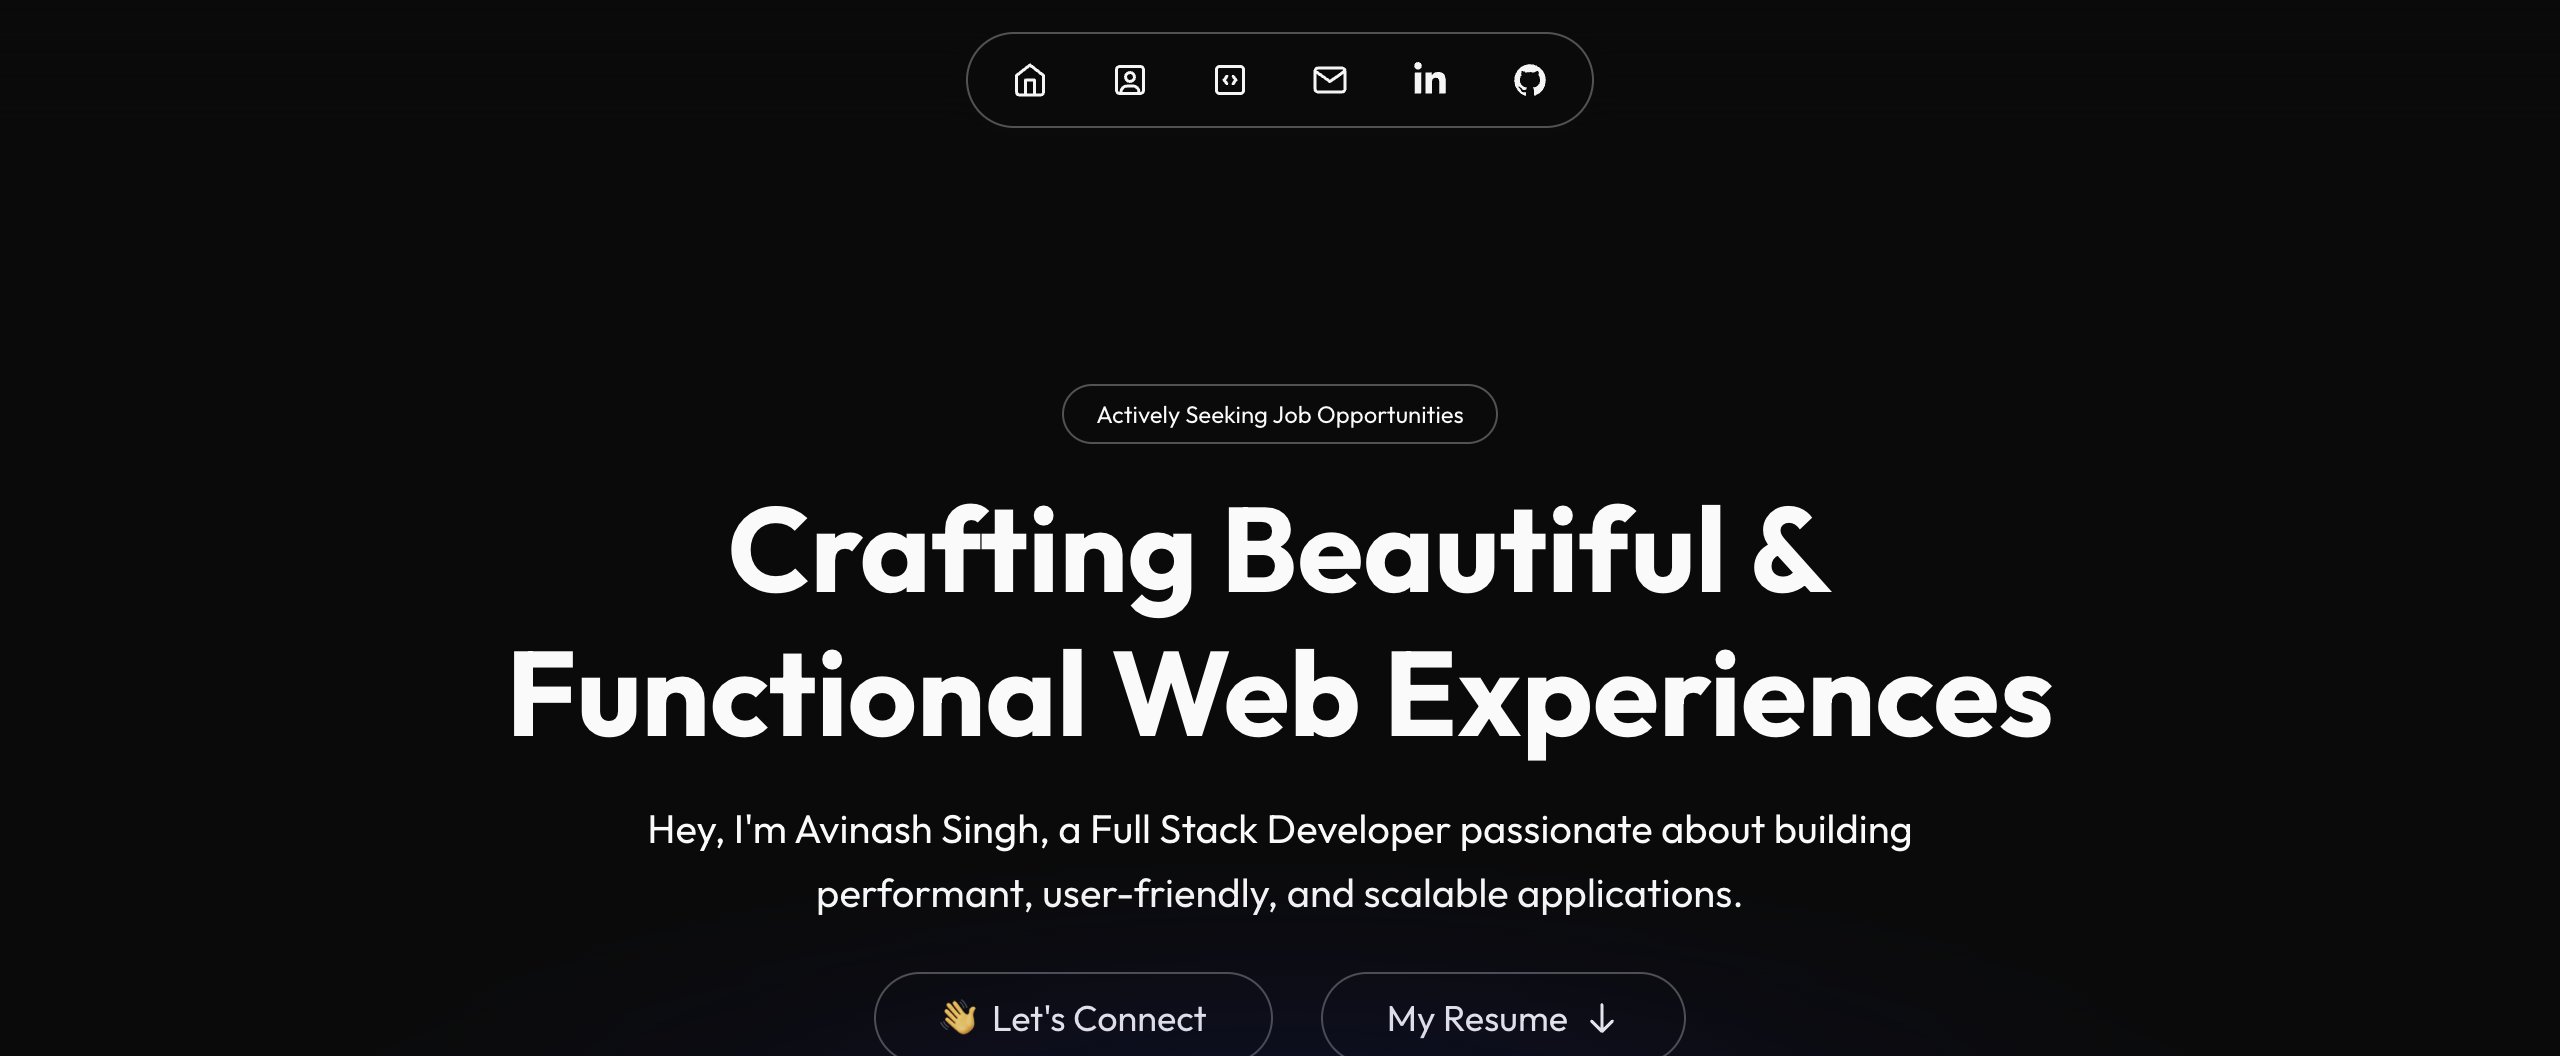 in
Actively Seeking Job Opportunities
Crafting Beautiful &
Functional Web Experiences
Hey, I'm Avinash Singh, a Full Stack Developer passionate about building
performant, user-friendly, and scalable applications.
👋 Let's Connect
My Resume ↓